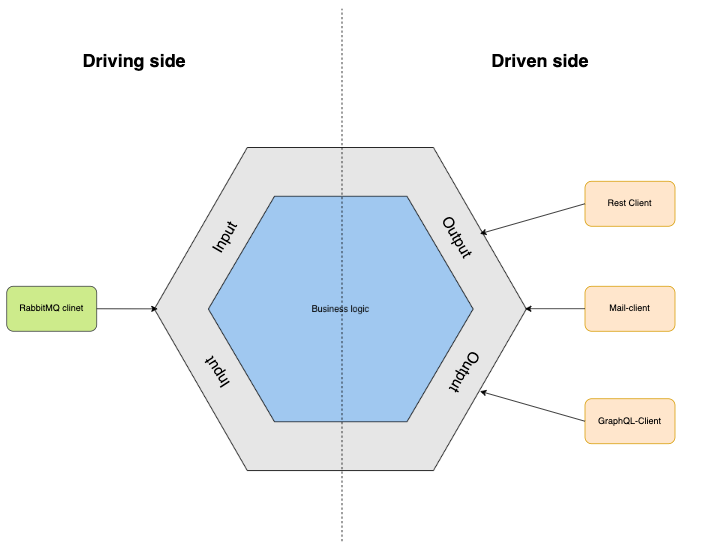 Driving side
Driven side
Rest Client
Input
Output
RabbitMQ clinet
Business logic
Mail-client
Input
Output
GraphQL-Client